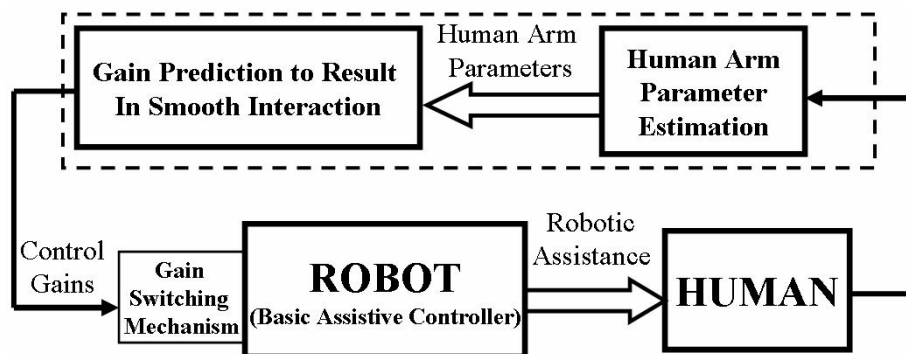 Gain Prediction to Result
In Smooth Interaction
Human Arm
Parameters
Human Arm
Parameter
Estimation
Control
Gains
Gain
Switching
Mechanism
ROBOT
(Basic Assistive Controller)
Robotic
Assistance
HUMAN